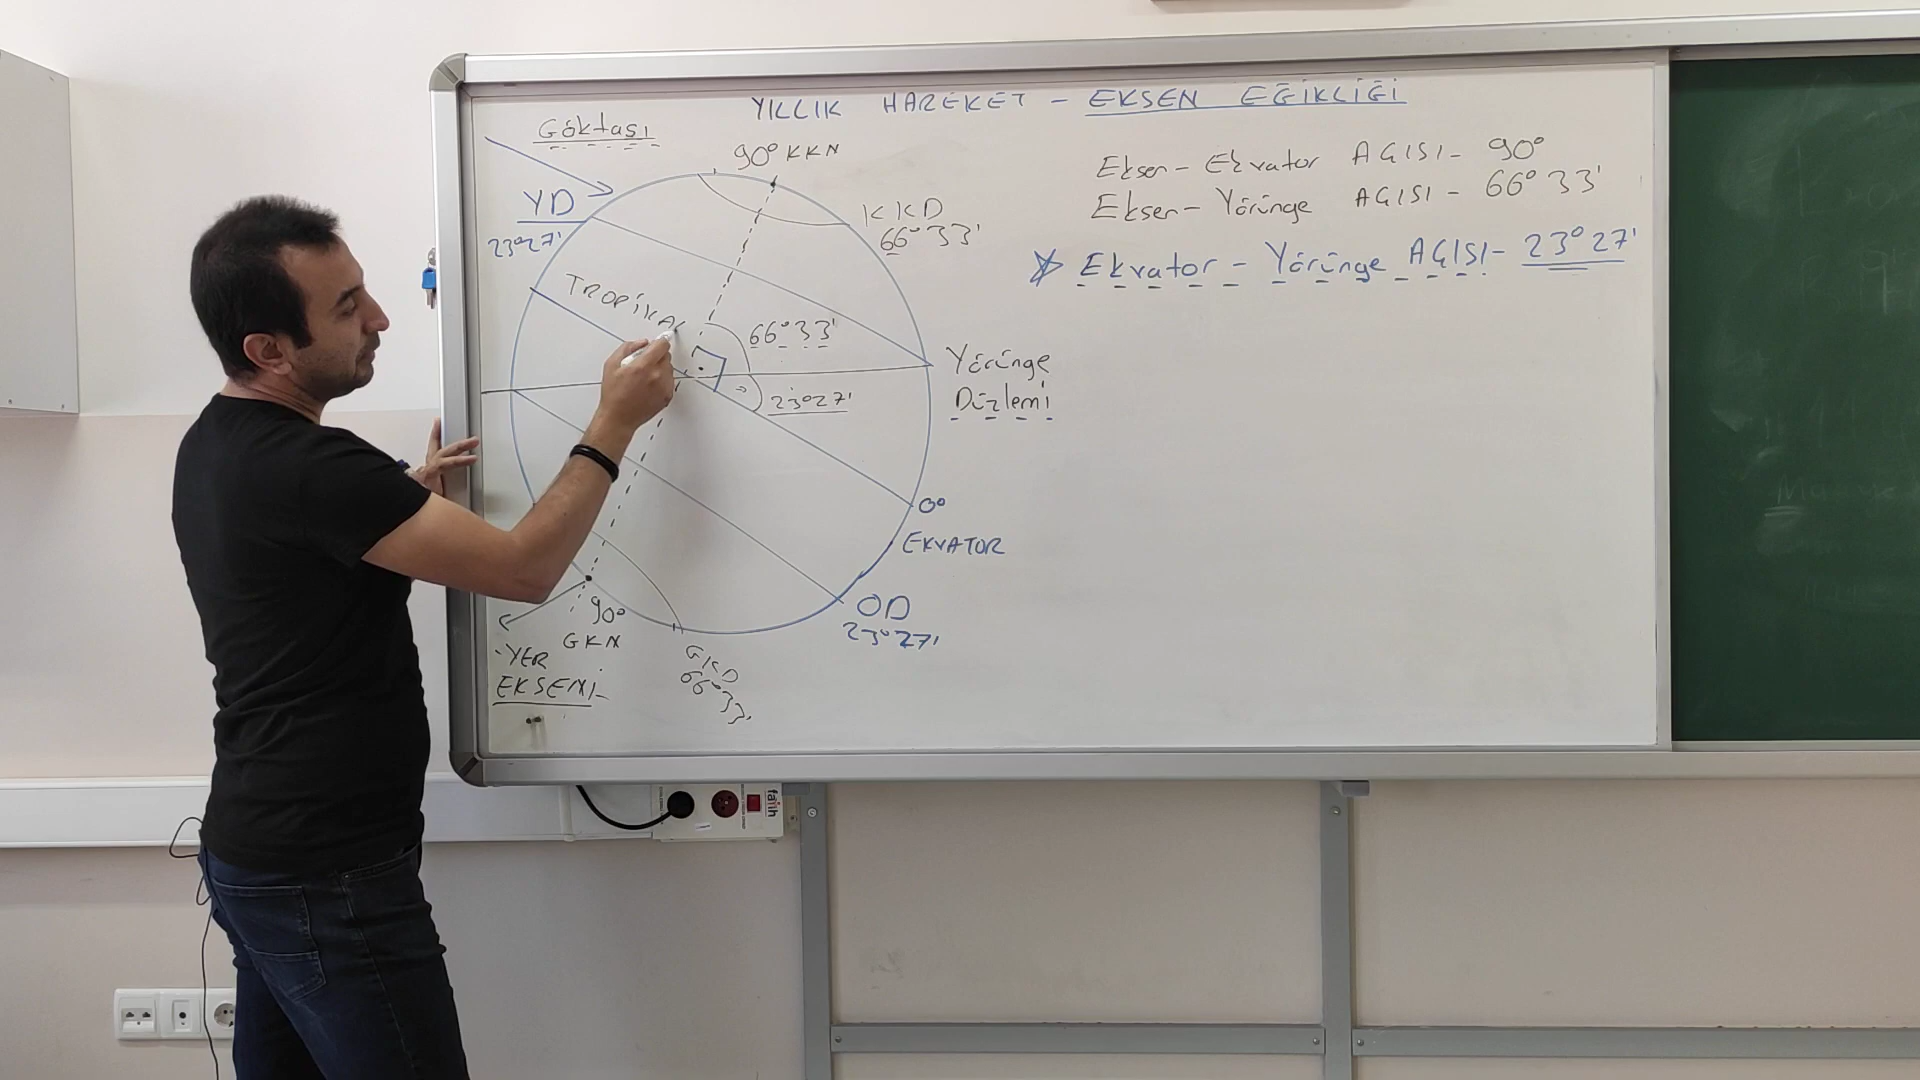 YILLIK HAREKET - EKSEN EĞİKLİĞİ
Göktaşı
90° KKN
YD
23°27'
KKD
66°33'
TROPİKAL
66°33'
23°27'
Yörünge
Düzlemi
0°
EKVATOR
OD
23°27'
90°
GKN
GKD
66°33'
YER
EKSENİ
Eksen - Ekvator AÇISI - 90°
Eksen - Yörünge AÇISI - 66°33'
Ekvator - Yörünge AÇISI - 23°27'
fatih